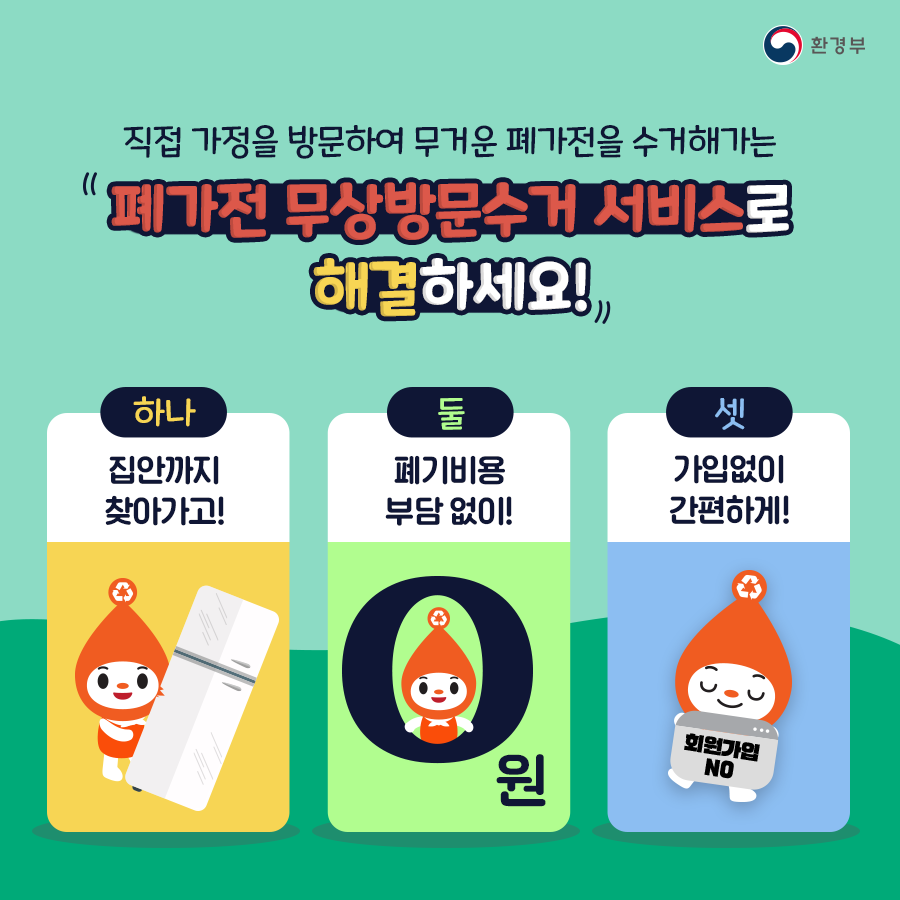 환경부
직접 가정을 방문하여 무거운 폐가전을 수거해가는
"폐가전 무상방문수거 서비스로
해결하세요!"
하나
집안까지
찾아가고!
둘
폐기비용
부담 없이!
0
원
셋
가입없이
간편하게!
회원가입
NO